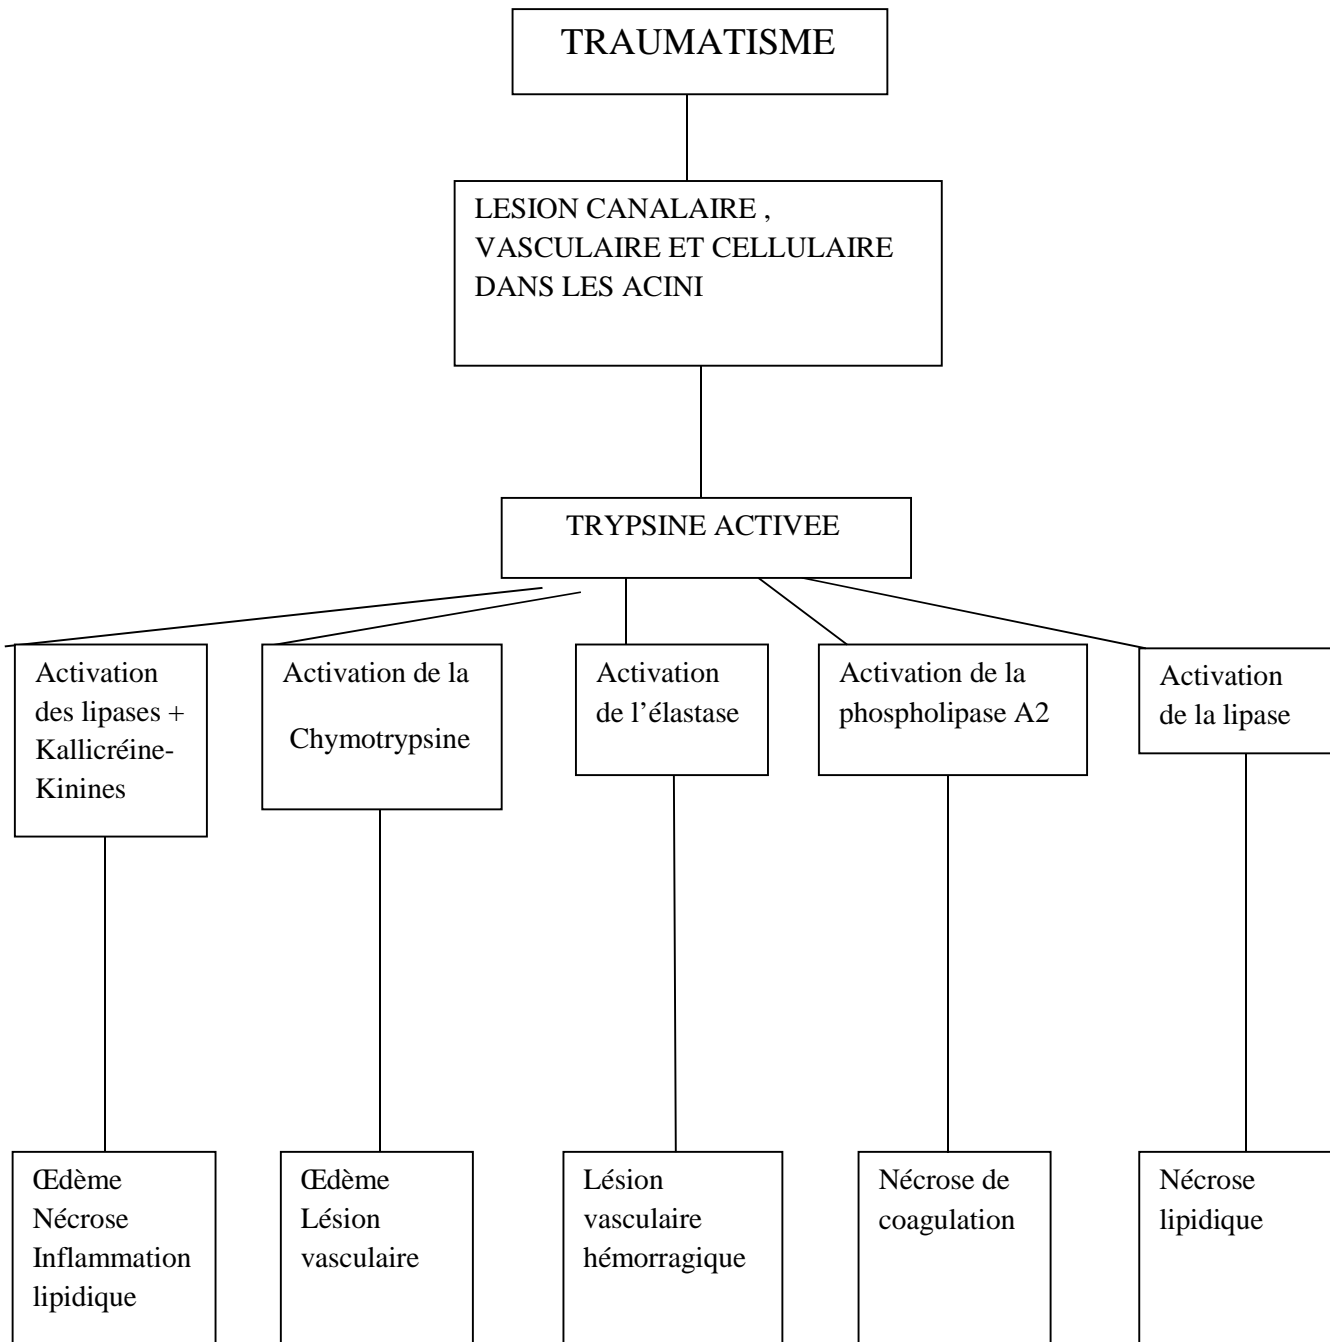 TRAUMATISME
LESION CANALAIRE ,
VASCULAIRE ET CELLULAIRE
DANS LES ACINI
TRYPSINE ACTIVEE
Activation
des lipases +
Kallicréine-
Kinines
Activation de la
Chymotrypsine
Activation
de l’élastase
Activation de la
phospholipase A2
Activation
de la lipase
Œdème
Nécrose
Inflammation
lipidique
Œdème
Lésion
vasculaire
Lésion
vasculaire
hémorragique
Nécrose de
coagulation
Nécrose
lipidique